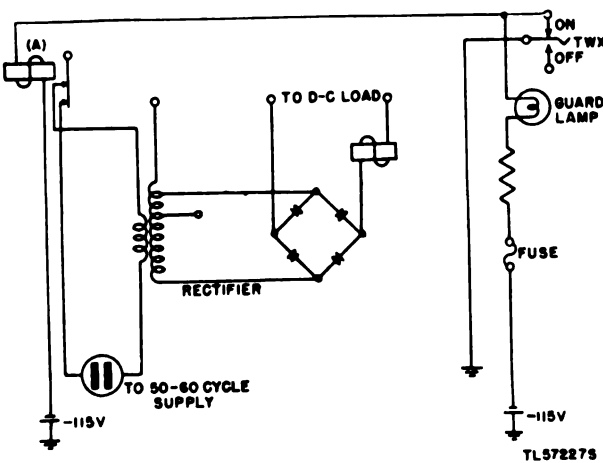 (A)
ON
TWX
OFF
TO D-C LOAD
GUARD
LAMP
FUSE
RECTIFIER
TO 50-60 CYCLE
SUPPLY
-115V
-115V
TL57227S